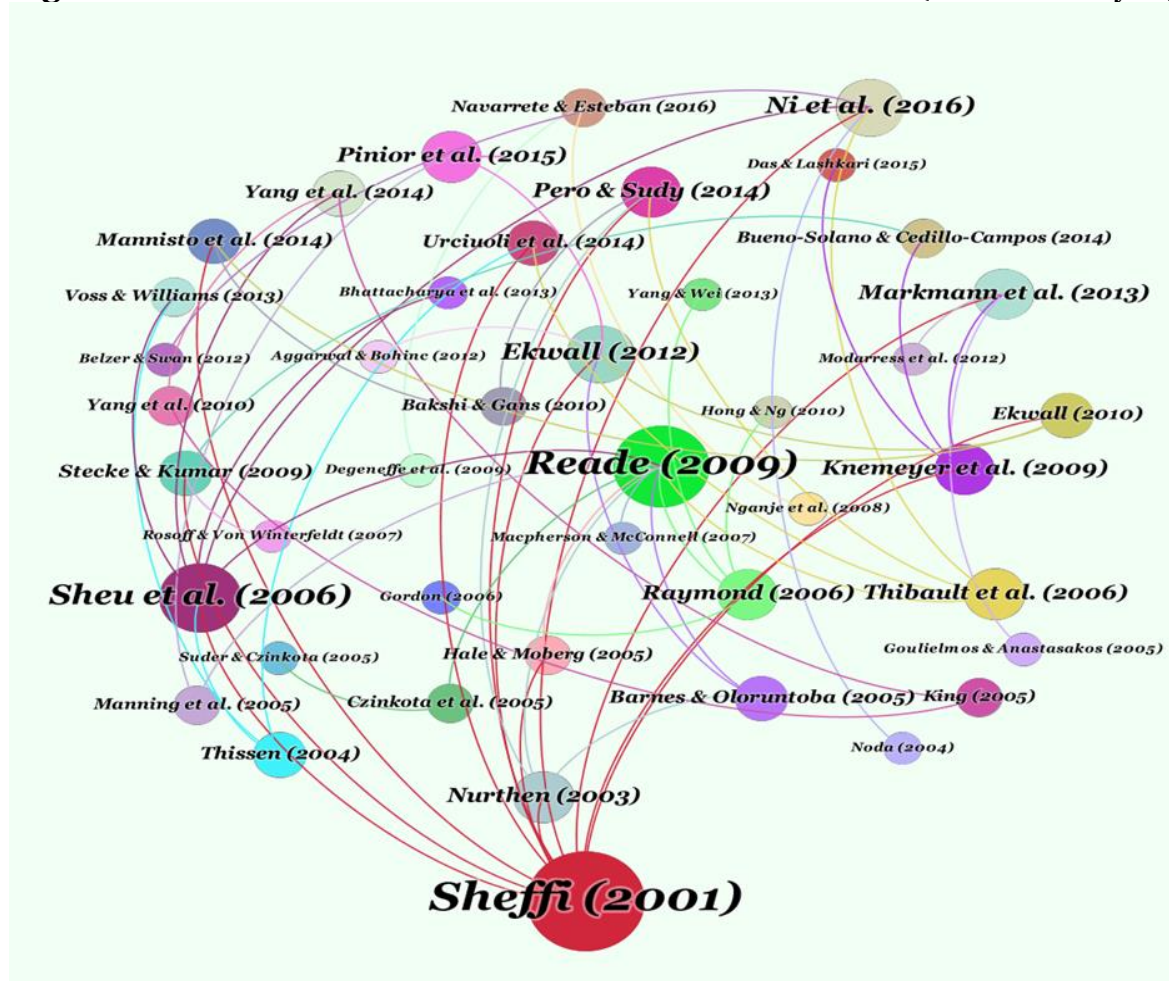 Navarrete & Esteban (2016)
Ni et al. (2016)
Pinior et al. (2015)
Das & Lashkari (2015)
Yang et al. (2014)
Pero & Sudy (2014)
Mannisto et al. (2014)
Urciuoli et al. (2014)
Bueno-Solano & Cedillo-Campos (2014)
Voss & Williams (2013)
Bhattacharya et al. (2013)
Yang & Wei (2013)
Markmann et al. (2013)
Belzer & Swan (2012)
Aggarwal & Bohinc (2012)
Ekwall (2012)
Modarress et al. (2012)
Yang et al. (2010)
Bakshi & Gans (2010)
Hong & Ng (2010)
Ekwall (2010)
Stecke & Kumar (2009)
Degeneffe et al. (2009)
Reade (2009)
Knemeyer et al. (2009)
Nganje et al. (2008)
Rosoff & Von Winterfeldt (2007)
Macpherson & McConnell (2007)
Sheu et al. (2006)
Gordon (2006)
Raymond (2006)
Thibault et al. (2006)
Suder & Czinkota (2005)
Hale & Moberg (2005)
Goulielmos & Anastasakos (2005)
Manning et al. (2005)
Czinkota et al. (2005)
Barnes & Oloruntoba (2005)
King (2005)
Thissen (2004)
Noda (2004)
Nurthen (2003)
Sheffi (2001)